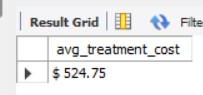 Result Grid Filte
avg_treatment_cost
$ 524.75